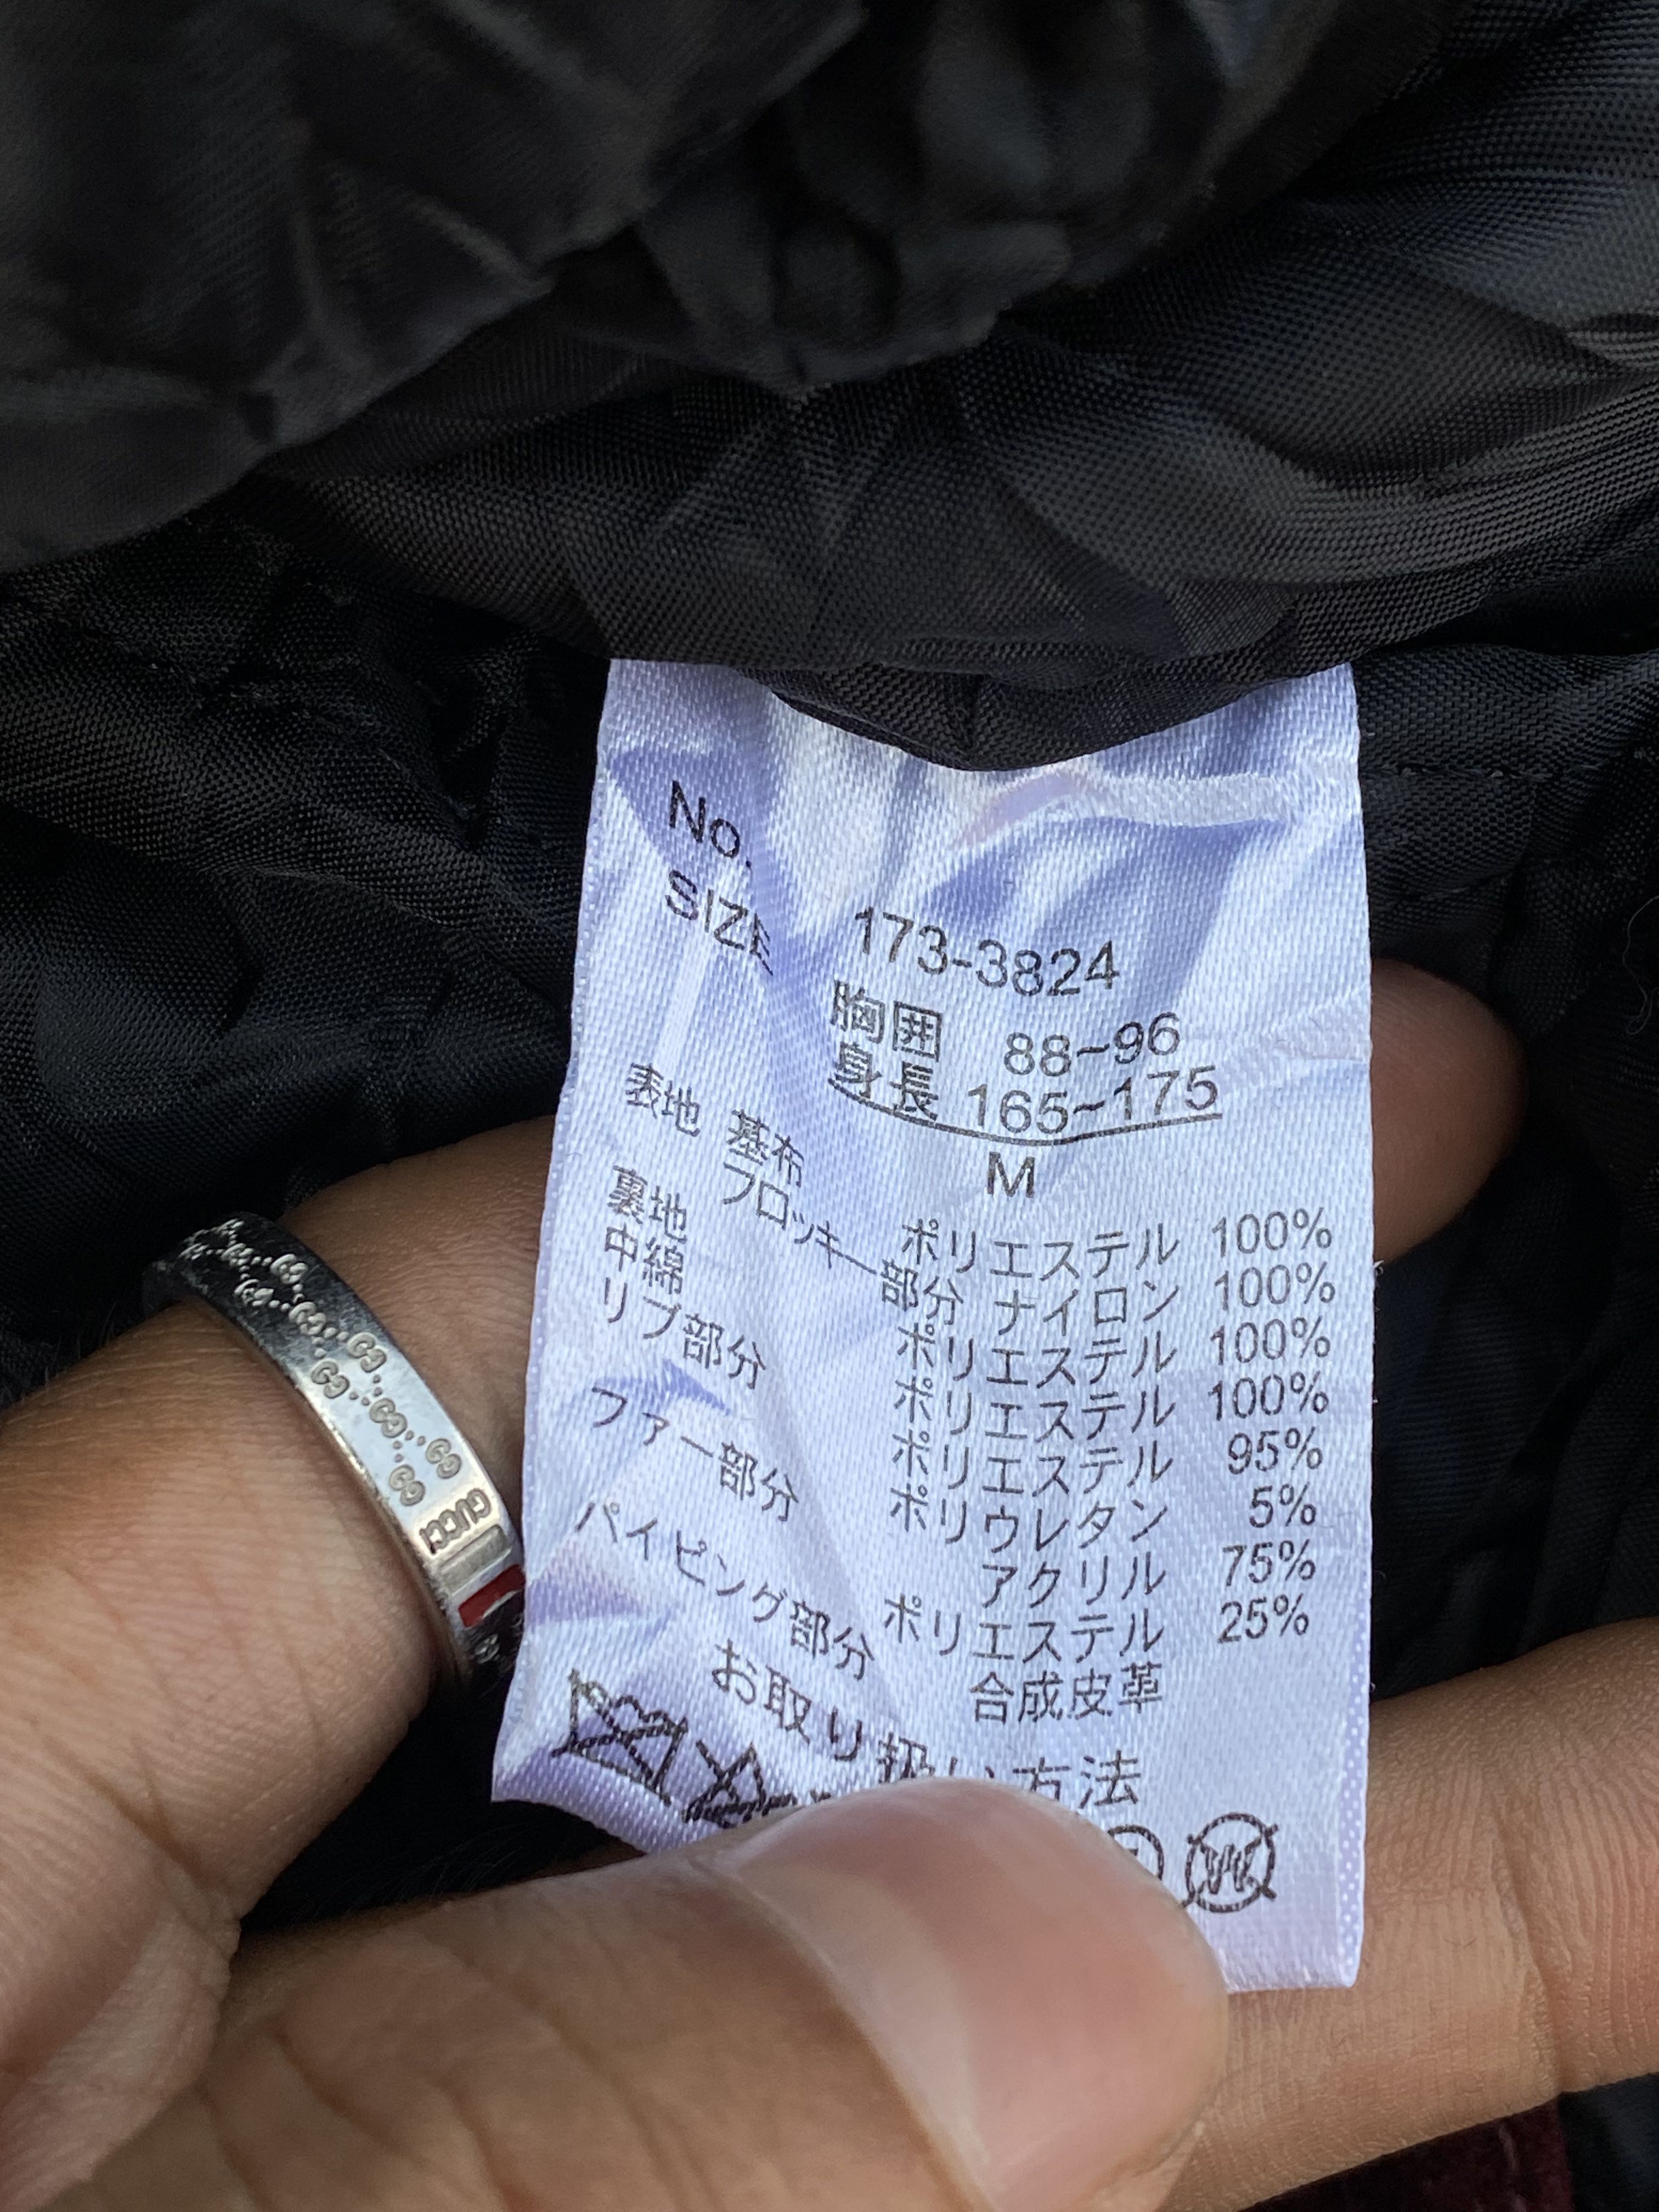 No. 173-3824
SIZE 胸囲 88~96
身長 165~175
M
表地 基布 ポリエステル 100%
フロッキー部分 ナイロン 100%
裏地 ポリエステル 100%
中綿 ポリエステル 100%
リブ部分 ポリエステル 95%
ポリウレタン 5%
ファー部分 アクリル 75%
ポリエステル 25%
パイピング部分 合成皮革
お取り扱い方法
W
GUCCI